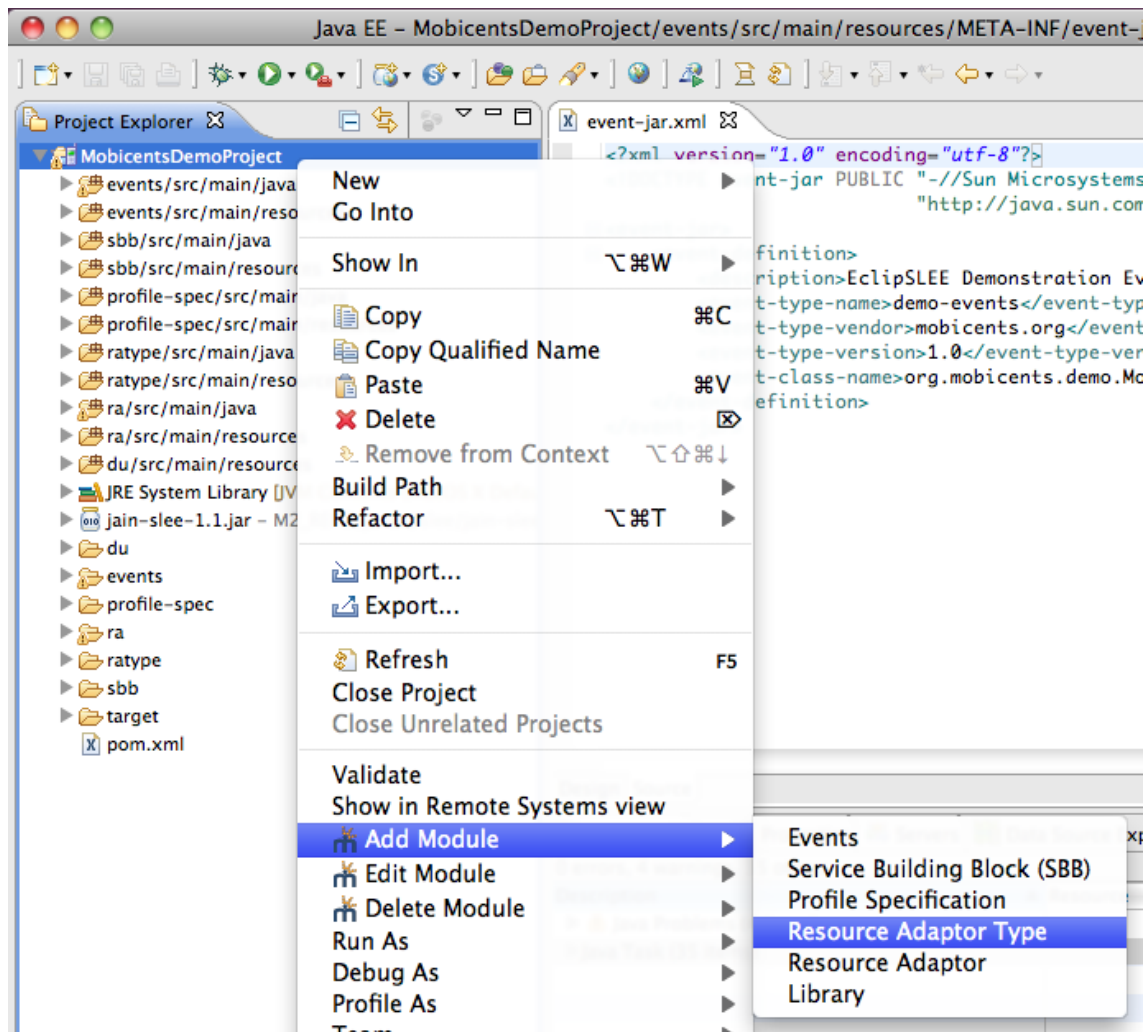 Java EE – MobicentsDemoProject/events/src/main/resources/META-INF/event-j
Project Explorer
MobicentsDemoProject
events/src/main/java
events/src/main/reso
sbb/src/main/java
sbb/src/main/resourc
profile-spec/src/mair
profile-spec/src/mair
ratype/src/main/java
ratype/src/main/reso
ra/src/main/java
ra/src/main/resource
du/src/main/resource
JRE System Library [JV
jain-slee-1.1.jar – M2
du
events
profile-spec
ra
ratype
sbb
target
pom.xml
New
Go Into
Show In ⌥⌘W
Copy ⌘C
Copy Qualified Name
Paste ⌘V
Delete ⌦
Remove from Context ⌥⇧⌘↓
Build Path
Refactor ⌥⌘T
Import...
Export...
Refresh F5
Close Project
Close Unrelated Projects
Validate
Show in Remote Systems view
Add Module
Edit Module
Delete Module
Run As
Debug As
Profile As
Team
Events
Service Building Block (SBB)
Profile Specification
Resource Adaptor Type
Resource Adaptor
Library
event-jar.xml
<?xml version="1.0" encoding="utf-8"?>
nt-jar PUBLIC "-//Sun Microsystems
"http://java.sun.com
finition>
ription>EclipSLEE Demonstration Ev
t-type-name>demo-events</event-typ
t-type-vendor>mobicents.org</event
t-type-version>1.0</event-type-ver
t-class-name>org.mobicents.demo.Mo
efinition>